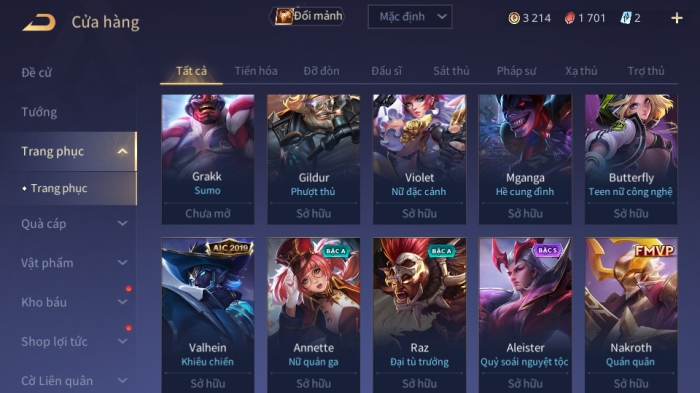 Cửa hàng
Đổi mảnh
Mặc định
3 214
1 701
2
Đề cử
Tướng
Trang phục
Trang phục
Quà cáp
Vật phẩm
Kho báu
Shop lợi tức
Cờ Liên quân
Tất cả
Tiến hóa
Đỡ đòn
Đấu sĩ
Sát thủ
Pháp sư
Xạ thủ
Trợ thủ
Grakk
Sumo
Chưa mở
Gildur
Phượt thủ
Sở hữu
Violet
Nữ đặc cảnh
Sở hữu
Mganga
Hề cung đình
Sở hữu
Butterfly
Teen nữ công nghệ
Sở hữu
AIC 2019
Valhein
Khiêu chiến
Sở hữu
BẬC A
Annette
Nữ quản gia
Sở hữu
BẬC A
Raz
Đại tù trưởng
Sở hữu
BẬC S
Aleister
Quỷ soái nguyệt tộc
Sở hữu
FMVP
Nakroth
Quán quân
Sở hữu